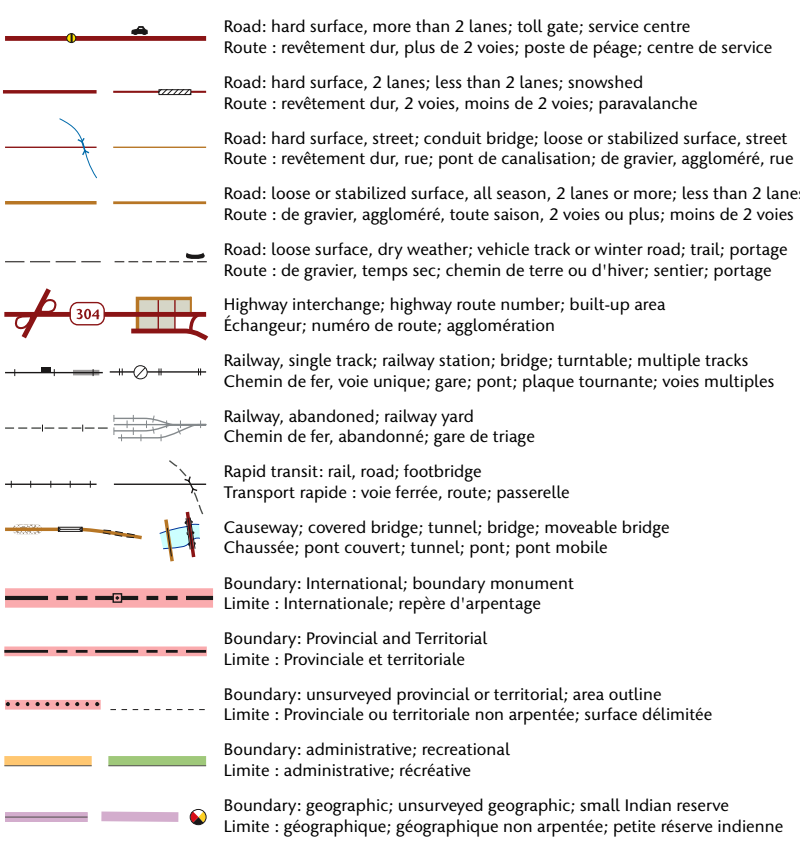 Road: hard surface, more than 2 lanes; toll gate; service centre
Route : revêtement dur, plus de 2 voies; poste de péage; centre de service
Road: hard surface, 2 lanes; less than 2 lanes; snowshed
Route : revêtement dur, 2 voies, moins de 2 voies; paravalanche
Road: hard surface, street; conduit bridge; loose or stabilized surface, street
Route : revêtement dur, rue; pont de canalisation; de gravier, aggloméré, rue
Road: loose or stabilized surface, all season, 2 lanes or more; less than 2 lanes
Route : de gravier, aggloméré, toute saison, 2 voies ou plus; moins de 2 voies
Road: loose surface, dry weather; vehicle track or winter road; trail; portage
Route : de gravier, temps sec; chemin de terre ou d'hiver; sentier; portage
304
Highway interchange; highway route number; built-up area
Échangeur; numéro de route; agglomération
Railway, single track; railway station; bridge; turntable; multiple tracks
Chemin de fer, voie unique; gare; pont; plaque tournante; voies multiples
Railway, abandoned; railway yard
Chemin de fer, abandonné; gare de triage
Rapid transit: rail, road; footbridge
Transport rapide : voie ferrée, route; passerelle
Causeway; covered bridge; tunnel; bridge; moveable bridge
Chaussée; pont couvert; tunnel; pont; pont mobile
Boundary: International; boundary monument
Limite : Internationale; repère d'arpentage
Boundary: Provincial and Territorial
Limite : Provinciale et territoriale
Boundary: unsurveyed provincial or territorial; area outline
Limite : Provinciale ou territoriale non arpentée; surface délimitée
Boundary: administrative; recreational
Limite : administrative; récréative
Boundary: geographic; unsurveyed geographic; small Indian reserve
Limite : géographique; géographique non arpentée; petite réserve indienne